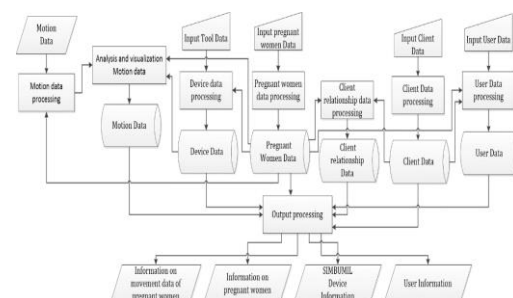 Motion
Data
Input Tool Data
Input pregnant
women Data
Input Client
Data
Input User Data
Motion data
processing
Analysis and visualization
Motion data
Device data
processing
Pregnant women
data processing
Client
relationship data
processing
Client Data
processing
User Data
processing
Motion Data
Device Data
Pregnant
Women Data
Client
relationship
Data
Client Data
User Data
Output processing
Information on
movement data of
pregnant women
Information on
pregnant women
SIMBUMIL
Device
Information
User Information